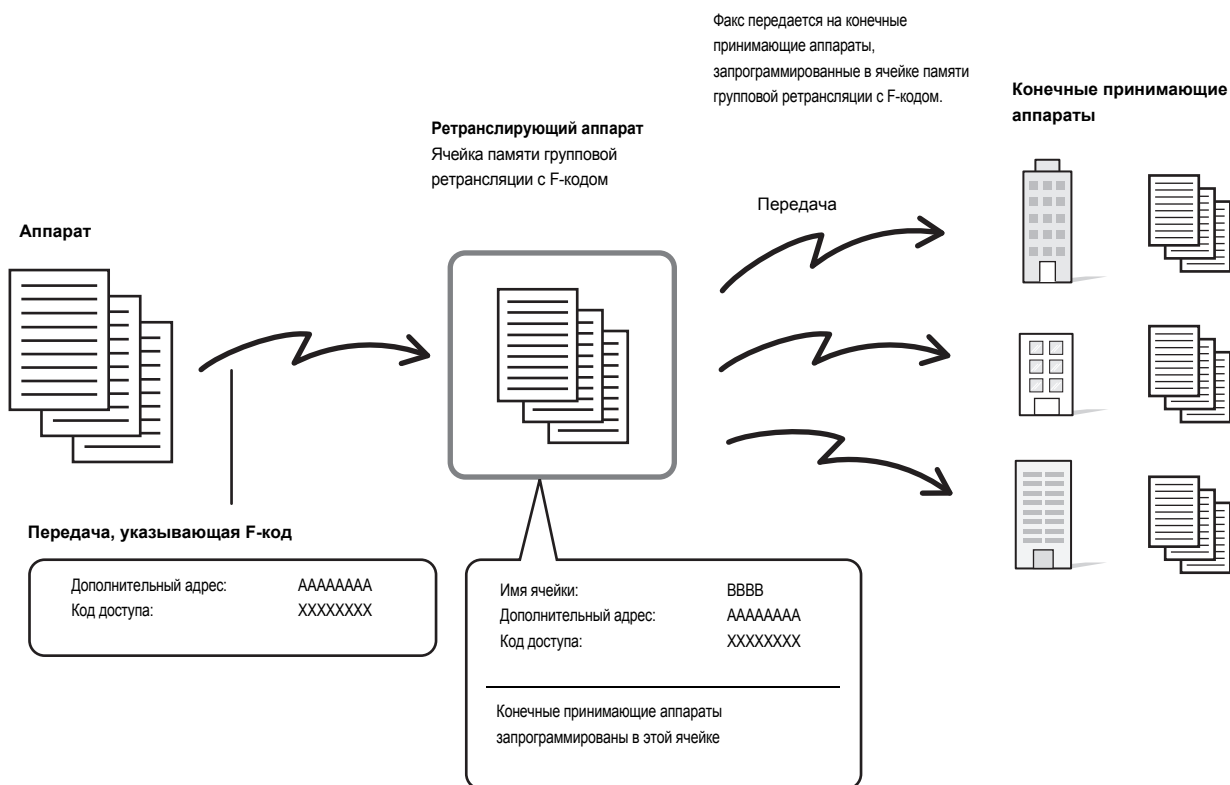 Факс передается на конечные
принимающие аппараты,
запрограммированные в ячейке памяти
групповой ретрансляции с F-кодом.
Конечные принимающие
аппараты
Ретранслирующий аппарат
Ячейка памяти групповой
ретрансляции с F-кодом
Передача
Аппарат
Передача, указывающая F-код
Дополнительный адрес: AAAAAAAA
Код доступа: XXXXXXXX
Имя ячейки: BBBB
Дополнительный адрес: AAAAAAAA
Код доступа: XXXXXXXX
Конечные принимающие аппараты
запрограммированы в этой ячейке